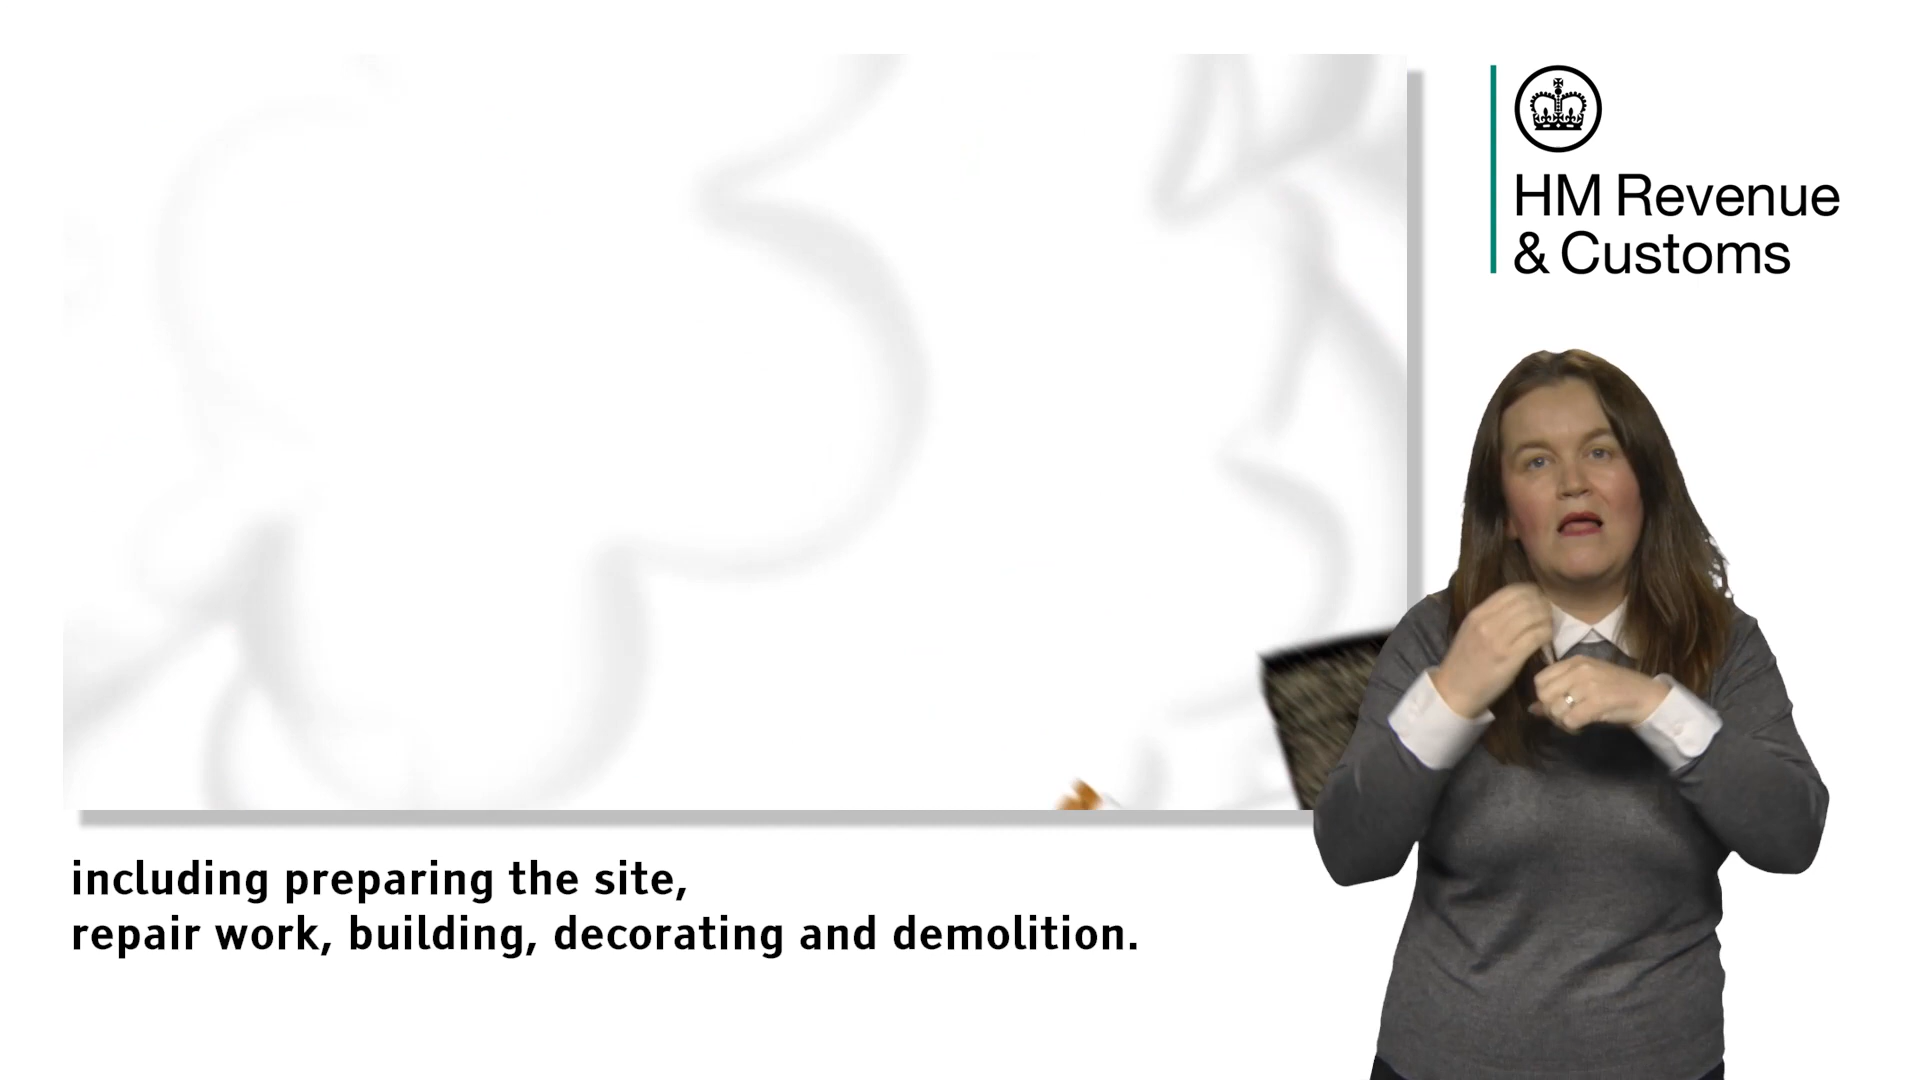 HM Revenue
& Customs
including preparing the site,
repair work, building, decorating and demolition.